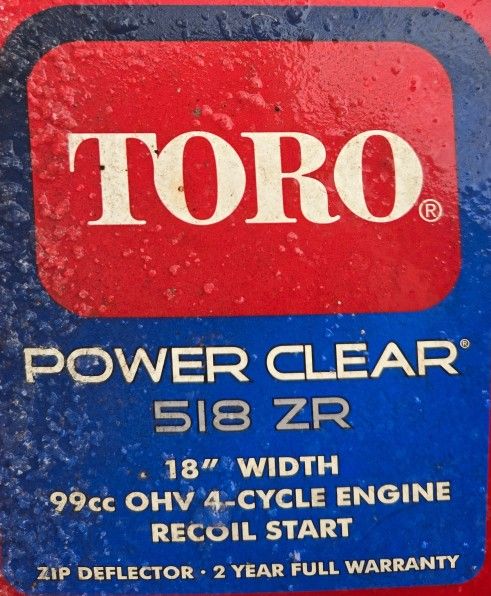 TORO®
POWER CLEAR®
518 ZR
18" WIDTH
99cc OHV 4-CYCLE ENGINE
RECOIL START
ZIP DEFLECTOR · 2 YEAR FULL WARRANTY